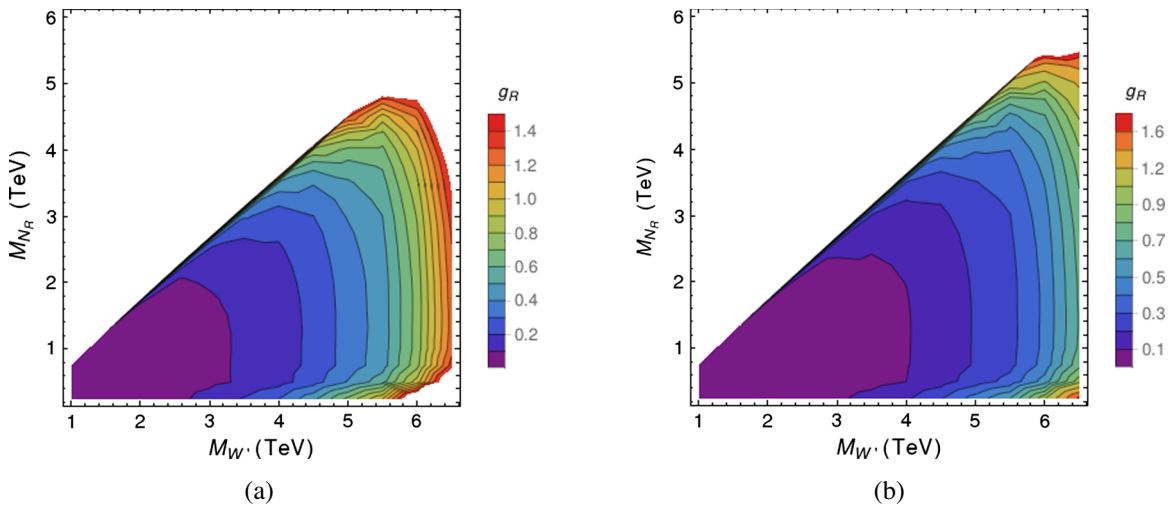 6
5
4
3
2
1
M_{N_R} (TeV)
1 2 3 4 5 6
M_{W'} (TeV)
g_R
1.4
1.2
1.0
0.8
0.6
0.4
0.2
(a)
6
5
4
3
2
1
M_{N_R} (TeV)
1 2 3 4 5 6
M_{W'} (TeV)
g_R
1.6
1.2
0.9
0.7
0.5
0.3
0.1
(b)